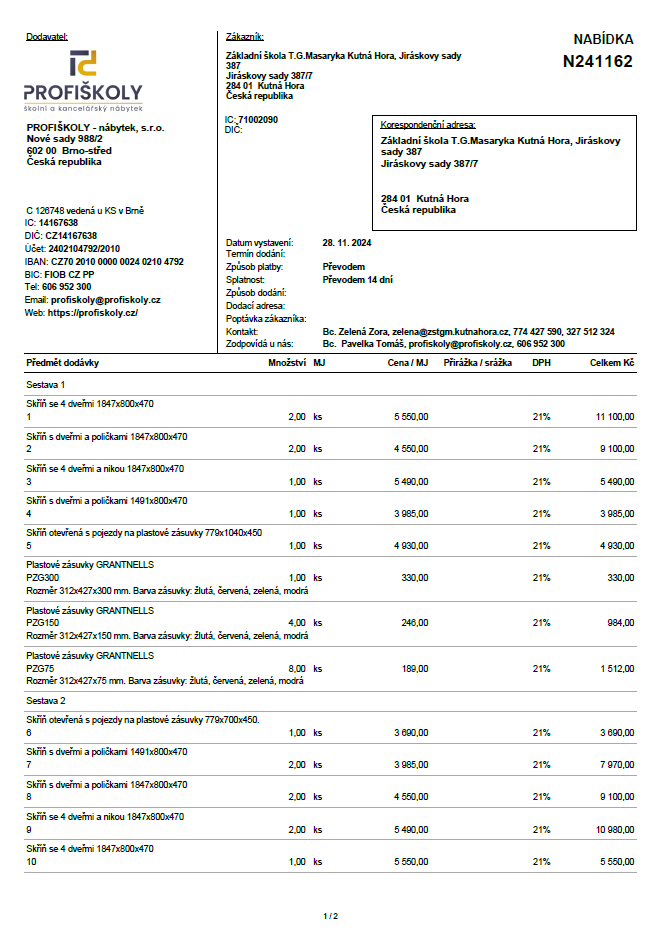 Dodavatel:
PROFIŠKOLY
školní a kancelářský nábytek
PROFIŠKOLY - nábytek, s.r.o.
Nové sady 988/2
602 00 Brno-střed
Česká republika
C 126748 vedená u KS v Brně
IC: 14167638
DIČ: CZ14167638
Účet: 2402104792/2010
IBAN: CZ70 2010 0000 0024 0210 4792
BIC: FIOB CZ PP
Tel: 606 952 300
Email: profiskoly@profiskoly.cz
Web: https://profiskoly.cz/
Zákazník:
Základní škola T.G.Masaryka Kutná Hora, Jiráskovy sady
387
Jiráskovy sady 387/7
284 01 Kutná Hora
Česká republika
IC: 71002090
DIČ:
NABÍDKA
N241162
Korespondenční adresa:
Základní škola T.G.Masaryka Kutná Hora, Jiráskovy
sady 387
Jiráskovy sady 387/7
284 01 Kutná Hora
Česká republika
Datum vystavení: 28. 11. 2024
Termín dodání:
Způsob platby: Převodem
Splatnost: Převodem 14 dní
Způsob dodání:
Dodací adresa:
Poptávka zákazníka:
Kontakt: Bc. Zelená Zora, zelena@zstgm.kutnahora.cz, 774 427 590, 327 512 324
Zodpovídá u nás: Bc. Pavelka Tomáš, profiskoly@profiskoly.cz, 606 952 300
Předmět dodávky Množství MJ Cena / MJ Přirážka / srážka DPH Celkem Kč
Sestava 1
Skříň se 4 dveřmi 1847x800x470
1 2,00 ks 5 550,00 21% 11 100,00
Skříň s dveřmi a poličkami 1847x800x470
2 2,00 ks 4 550,00 21% 9 100,00
Skříň se 4 dveřmi a nikou 1847x800x470
3 1,00 ks 5 490,00 21% 5 490,00
Skříň s dveřmi a poličkami 1491x800x470
4 1,00 ks 3 985,00 21% 3 985,00
Skříň otevřená s pojezdy na plastové zásuvky 779x1040x450
5 1,00 ks 4 930,00 21% 4 930,00
Plastové zásuvky GRANTNELLS
PZG300 1,00 ks 330,00 21% 330,00
Rozměr 312x427x300 mm. Barva zásuvky: žlutá, červená, zelená, modrá
Plastové zásuvky GRANTNELLS
PZG150 4,00 ks 246,00 21% 984,00
Rozměr 312x427x150 mm. Barva zásuvky: žlutá, červená, zelená, modrá
Plastové zásuvky GRANTNELLS
PZG75 8,00 ks 189,00 21% 1 512,00
Rozměr 312x427x75 mm. Barva zásuvky: žlutá, červená, zelená, modrá
Sestava 2
Skříň otevřená s pojezdy na plastové zásuvky 779x700x450.
6 1,00 ks 3 690,00 21% 3 690,00
Skříň s dveřmi a poličkami 1491x800x470
7 2,00 ks 3 985,00 21% 7 970,00
Skříň s dveřmi a poličkami 1847x800x470
8 2,00 ks 4 550,00 21% 9 100,00
Skříň se 4 dveřmi a nikou 1847x800x470
9 2,00 ks 5 490,00 21% 10 980,00
Skříň se 4 dveřmi 1847x800x470
10 1,00 ks 5 550,00 21% 5 550,00
1 / 2